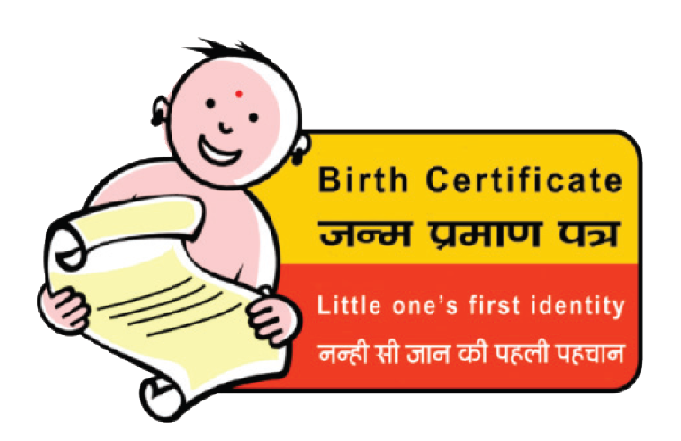 Birth Certificate
जन्म प्रमाण पत्र
Little one's first identity
नन्ही सी जान की पहली पहचान